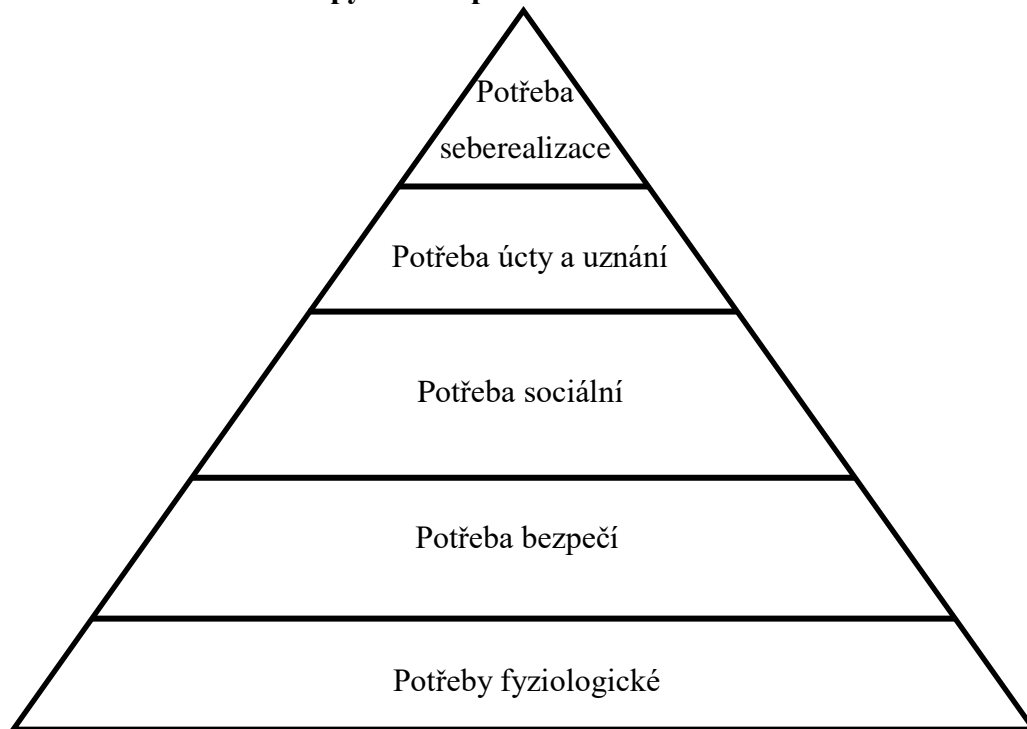 Potřeba
seberealizace
Potřeba úcty a uznání
Potřeba sociální
Potřeba bezpečí
Potřeby fyziologické